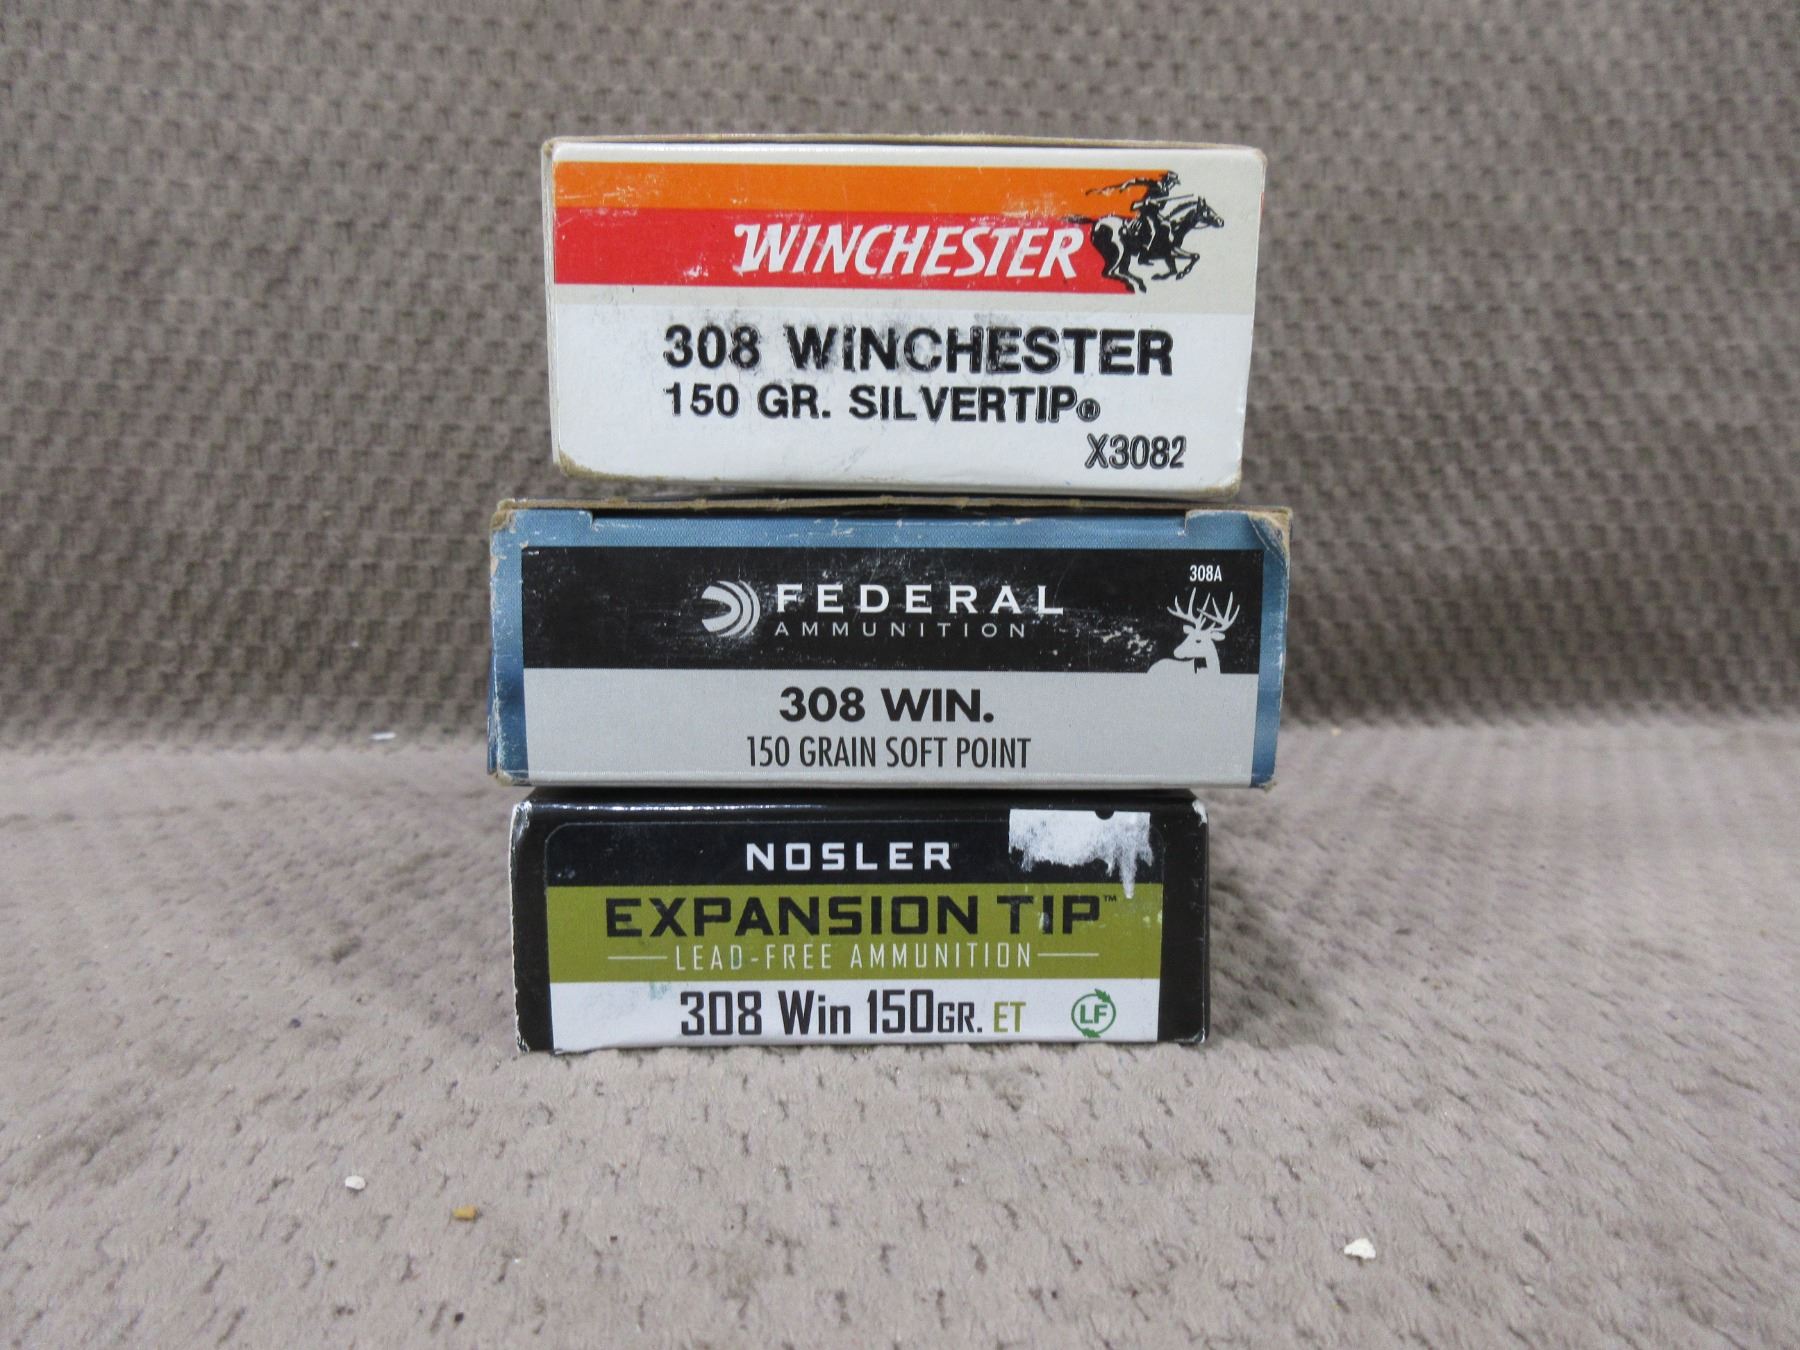 WINCHESTER
308 WINCHESTER
150 GR. SILVERTIP®
X3082
308A
FEDERAL
AMMUNITION
308 WIN.
150 GRAIN SOFT POINT
NOSLER
EXPANSION TIP™
LEAD-FREE AMMUNITION
308 Win 150GR. ET
LF